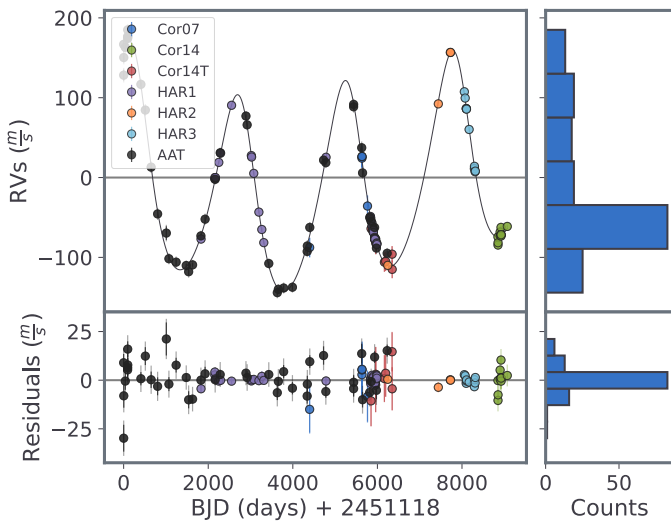 200
100
0
−100
RVs (m/s)
Cor07
Cor14
Cor14T
HAR1
HAR2
HAR3
AAT
25
0
−25
Residuals (m/s)
0 2000 4000 6000 8000
0 50
BJD (days) + 2451118
Counts